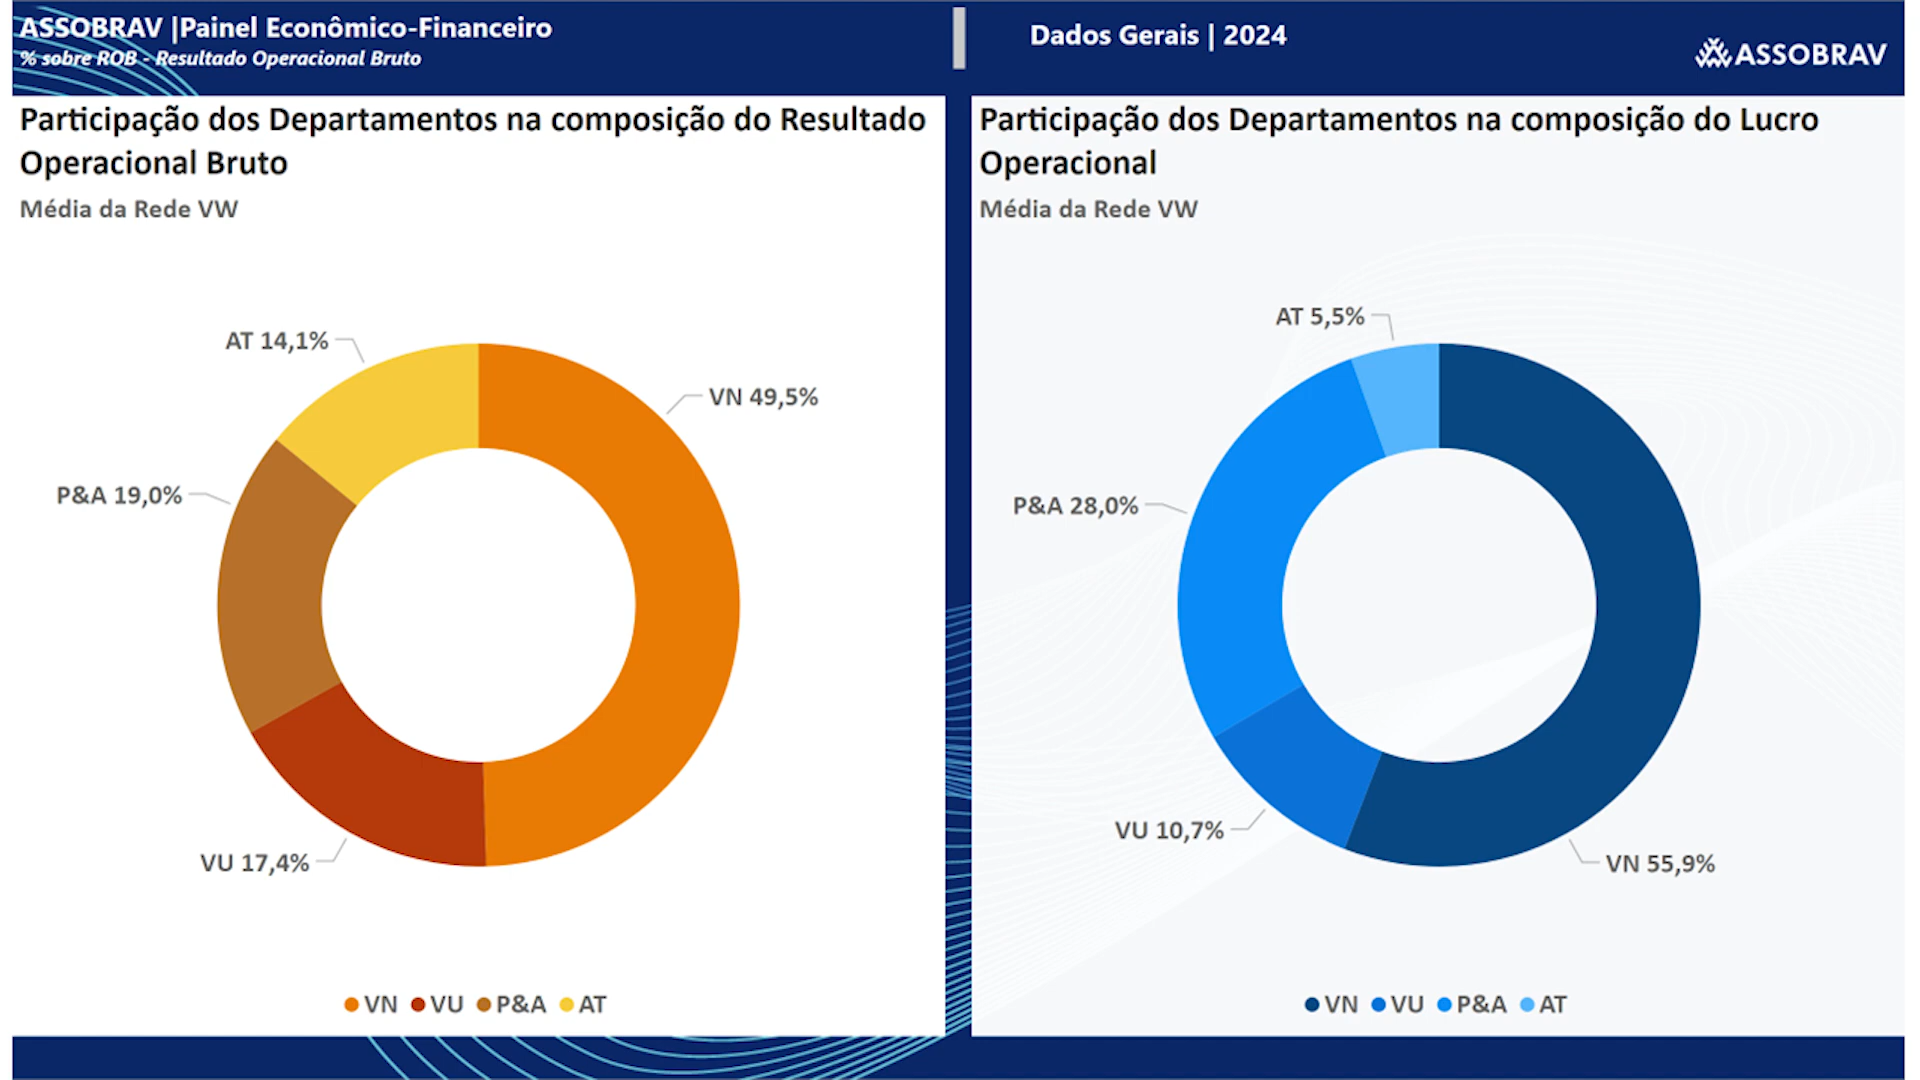 ASSOBRAV |Painel Econômico-Financeiro
% sobre ROB - Resultado Operacional Bruto
Dados Gerais | 2024
ASSOBRAV
Participação dos Departamentos na composição do Resultado
Operacional Bruto
Média da Rede VW
AT 14,1%
VN 49,5%
P&A 19,0%
VU 17,4%
VN VU P&A AT
Participação dos Departamentos na composição do Lucro
Operacional
Média da Rede VW
AT 5,5%
P&A 28,0%
VU 10,7%
VN 55,9%
VN VU P&A AT